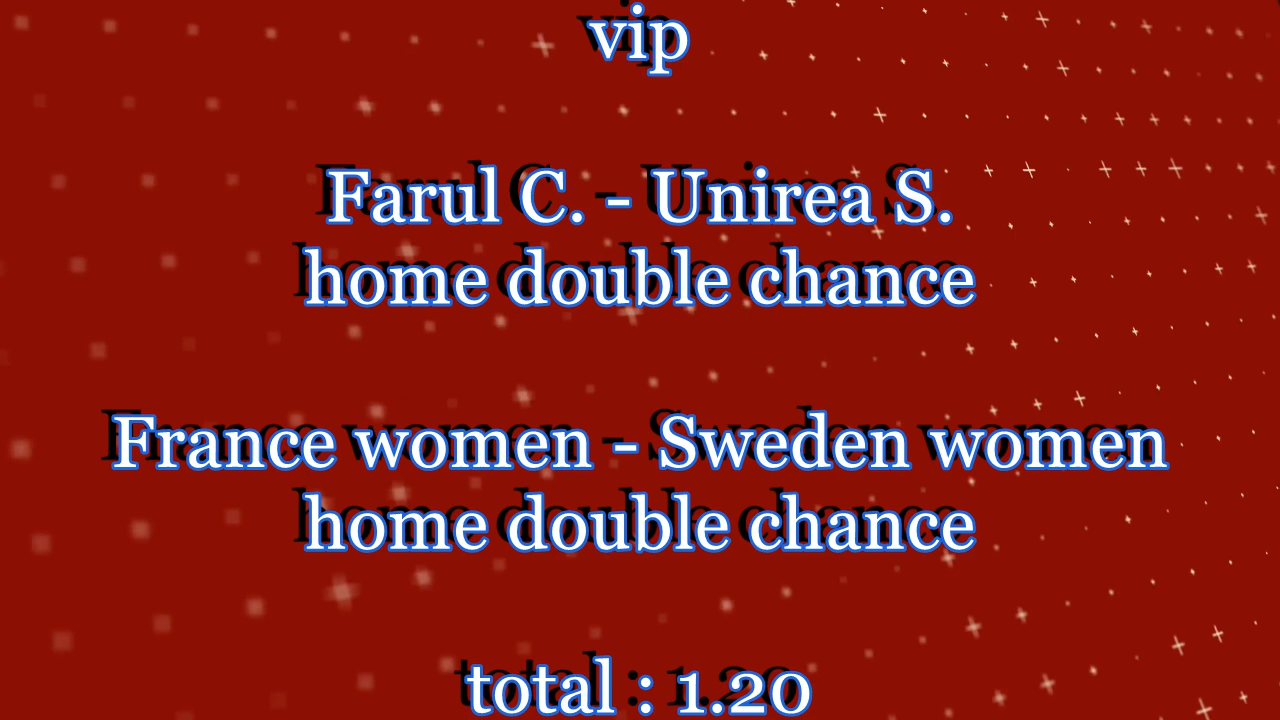 vip
Farul C. - Unirea S.
home double chance
France women - Sweden women
home double chance
total : 1.20